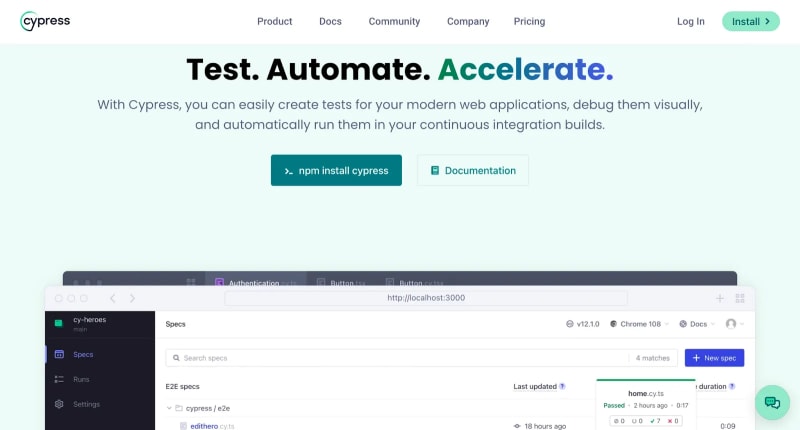 cypress
Product Docs Community Company Pricing
Log In Install
Test. Automate. Accelerate.
With Cypress, you can easily create tests for your modern web applications, debug them visually,
and automatically run them in your continuous integration builds.
npm install cypress
Documentation
Authentication.cy.ts Button.tsx Button.cy.tsx
http://localhost:3000
cy-heroes
main
Specs
Runs
Settings
Specs
v12.1.0 Chrome 108 Docs
Search specs 4 matches
New spec
E2E specs Last updated ? duration ?
home.cy.ts
Passed • 2 hours ago • 0:17
0 0 7 0
cypress / e2e
edithero.cy.ts 18 hours ago 0:09